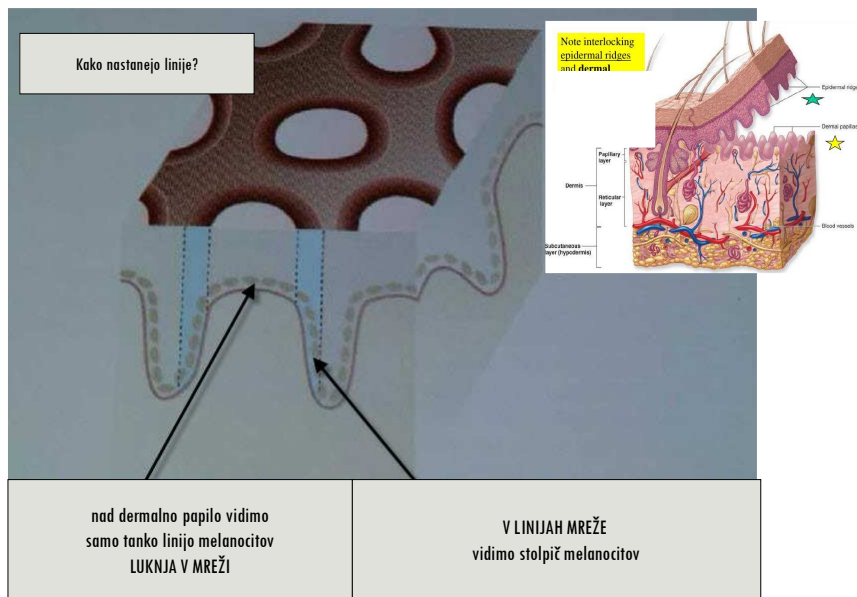 Kako nastanejo linije?
Note interlocking
epidermal ridges
and dermal
Epidermal ridge
Dermal papillae
Papillary
layer
Dermis
Reticular
layer
Blood vessels
Subcutaneous
layer (hypodermis)
nad dermalno papilo vidimo
samo tanko linijo melanocitov
LUKNJA V MREŽI
V LINIJAH MREŽE
vidimo stolpič melanocitov